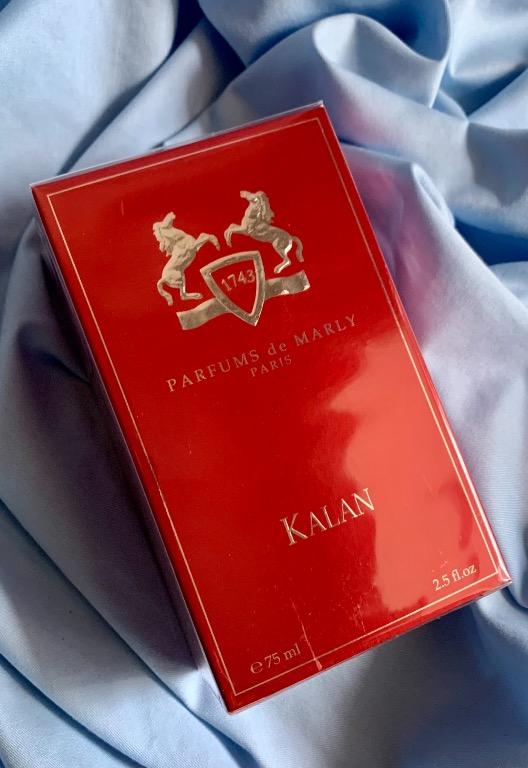 1743
PARFUMS de MARLY
PARIS
KALAN
2.5 fl.oz
℮ 75 ml